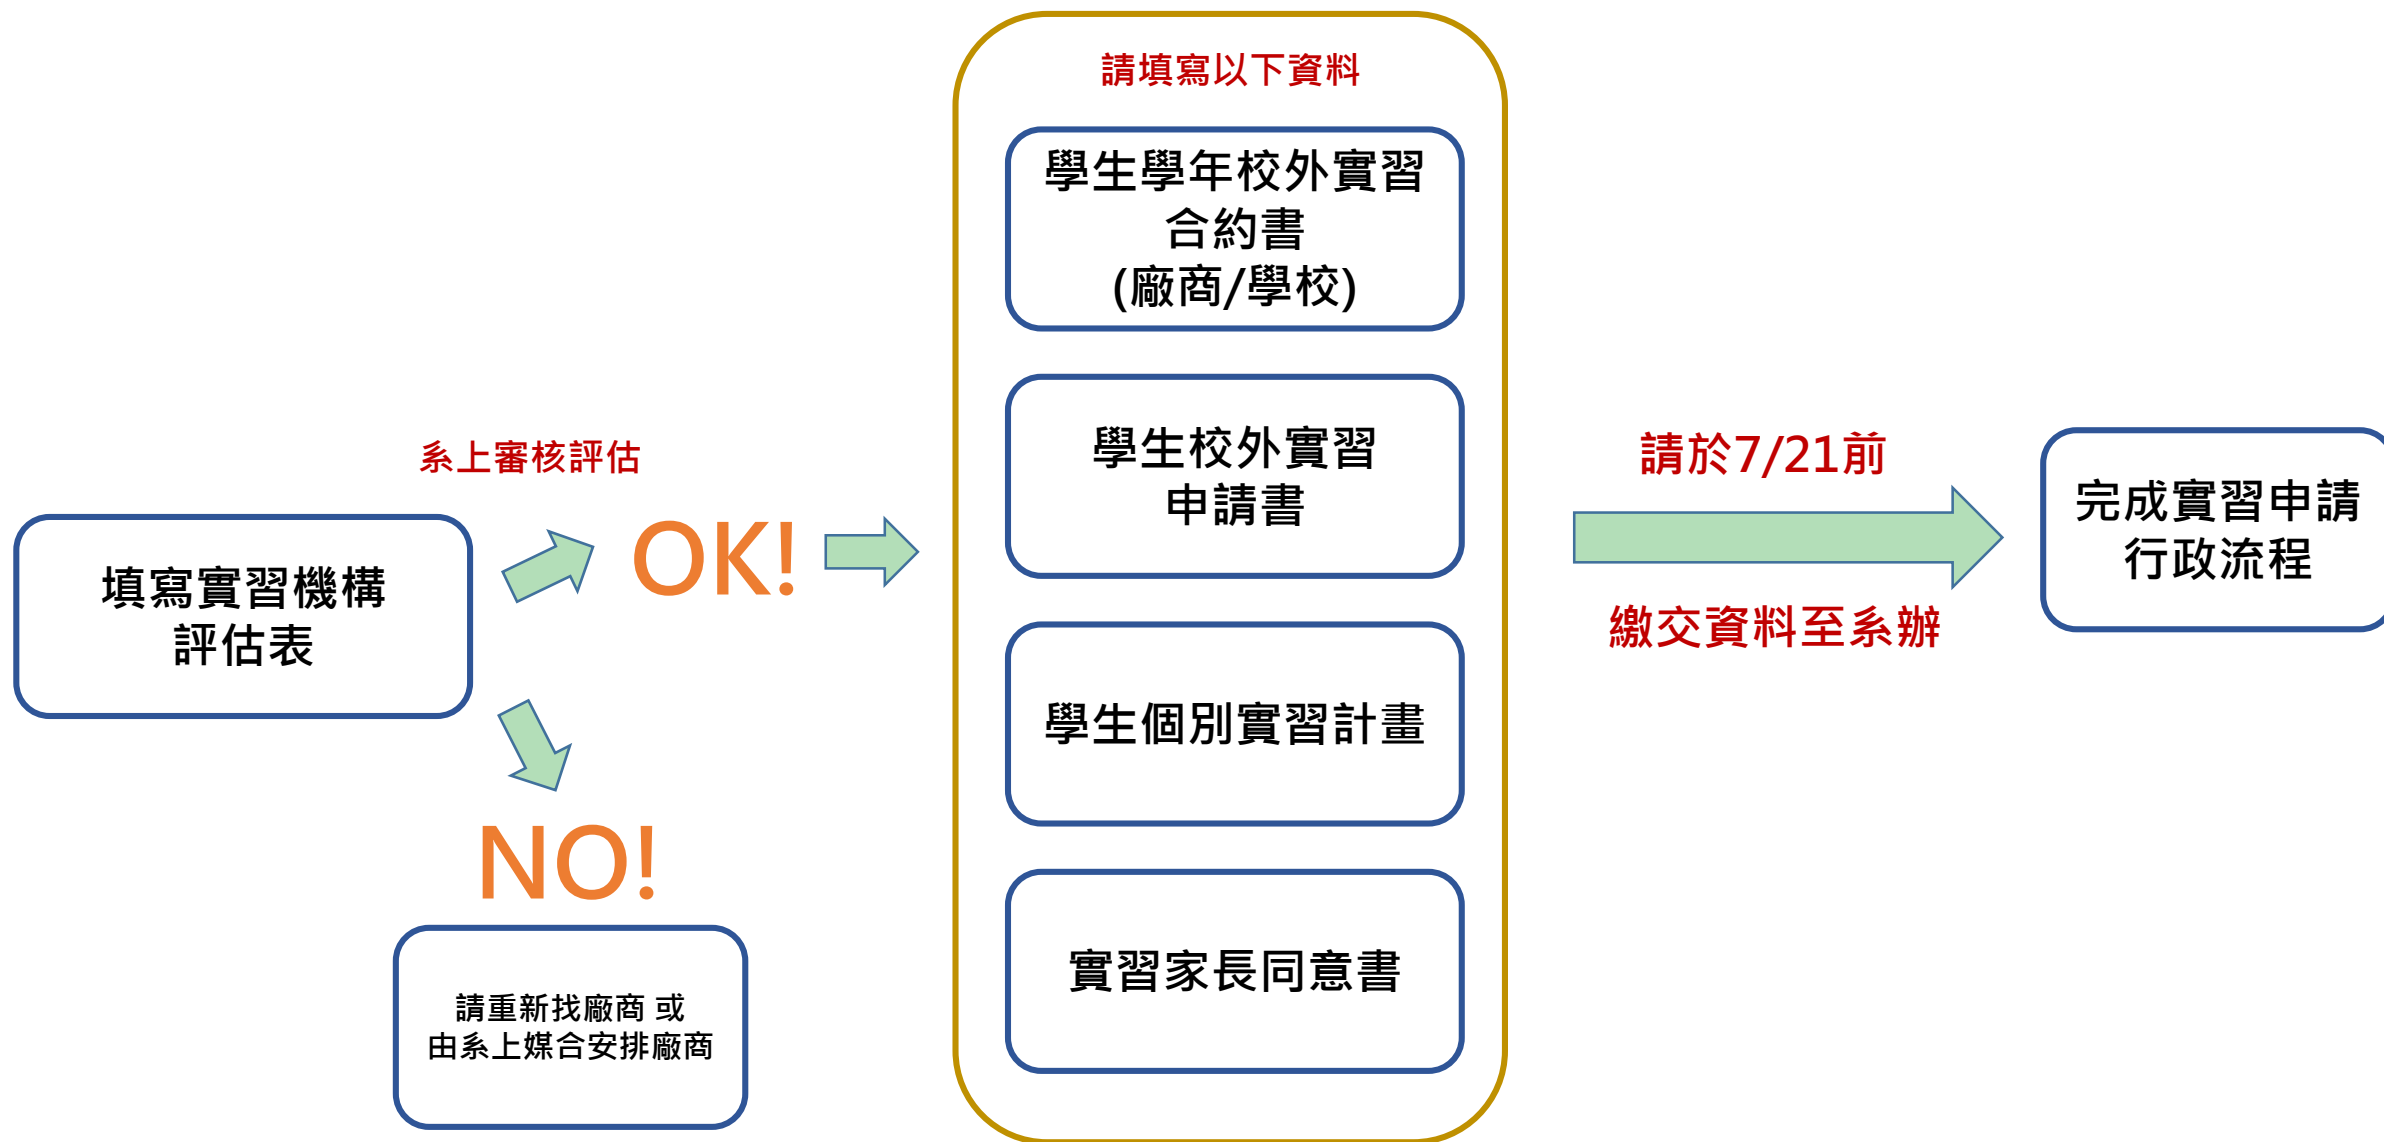 填寫實習機構
評估表
系上審核評估
OK!
NO!
請重新找廠商 或
由系上媒合安排廠商
請填寫以下資料
學生學年校外實習
合約書
(廠商/學校)
學生校外實習
申請書
學生個別實習計畫
實習家長同意書
請於7/21前
繳交資料至系辦
完成實習申請
行政流程